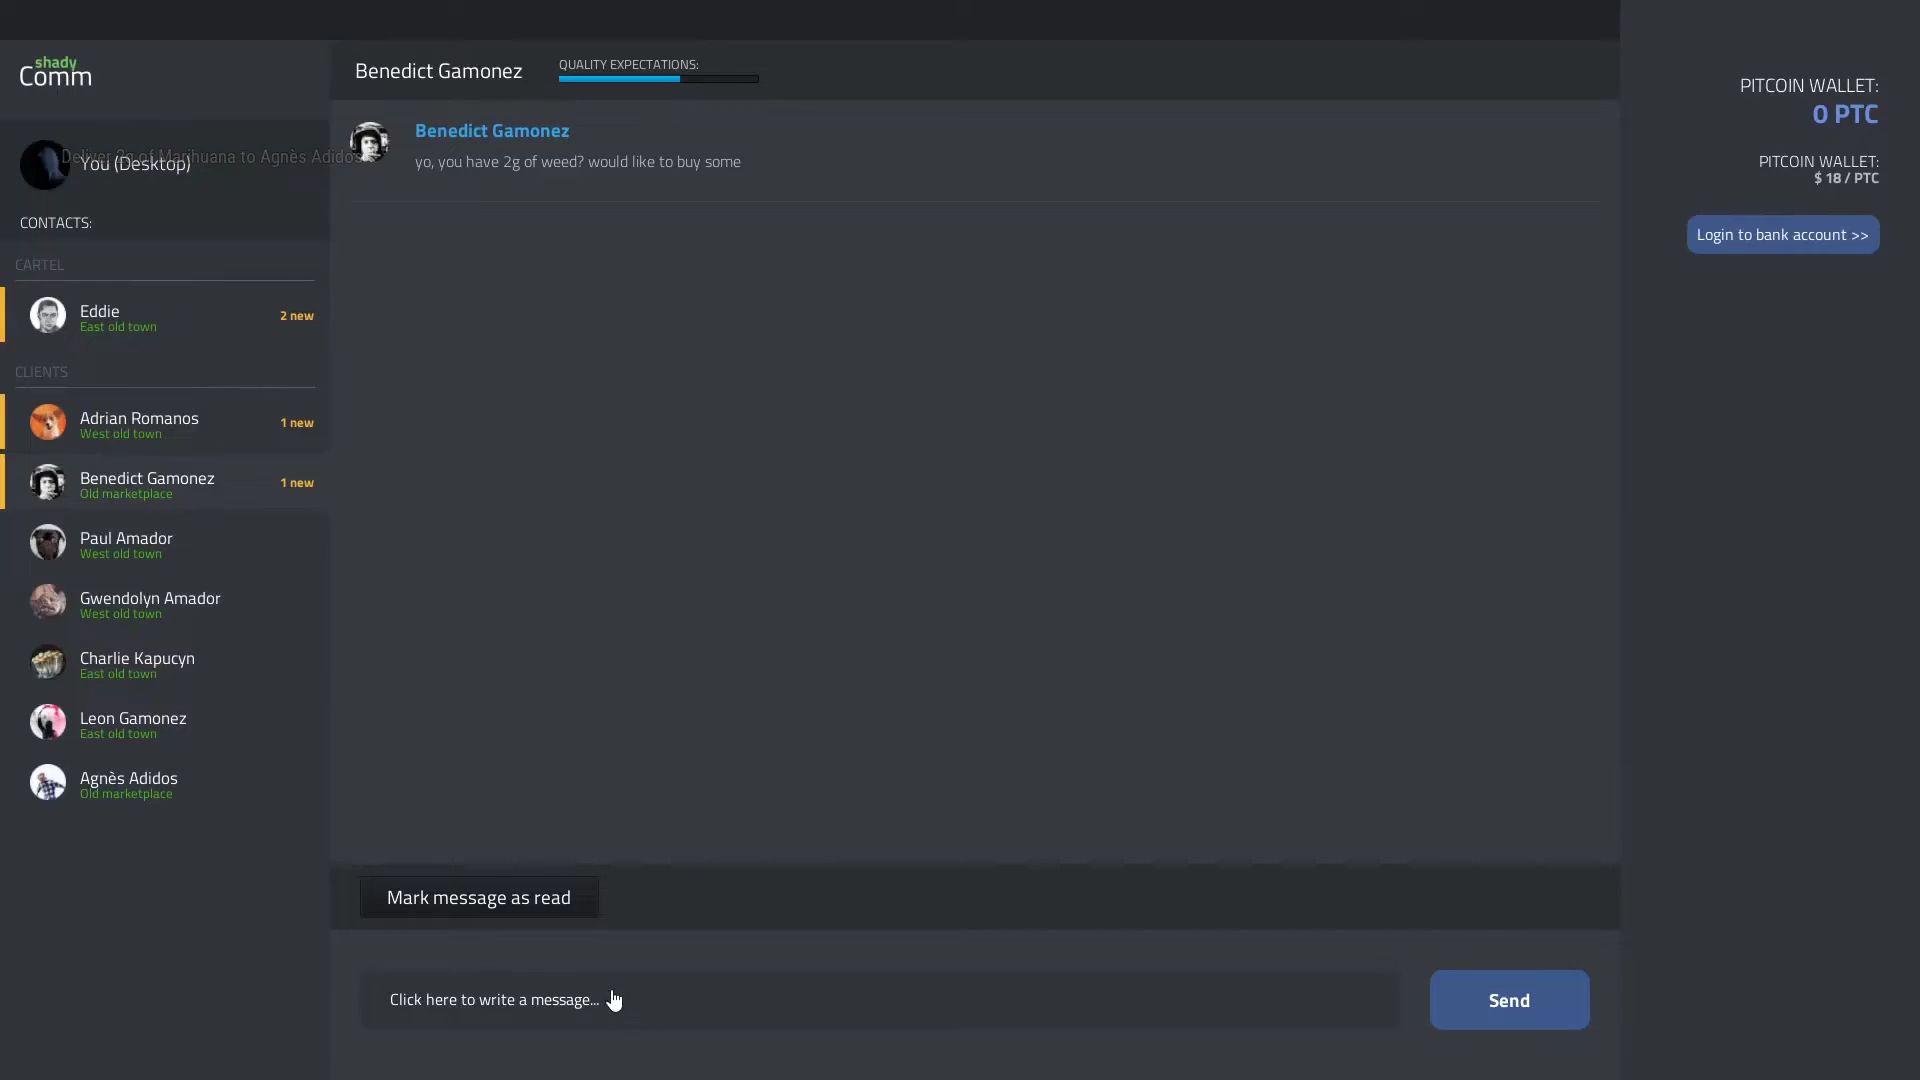 shady
Comm
Deliver 2g of Marihuana to Agnès Adidos
You (Desktop)
CONTACTS:
CARTEL
Eddie
East old town
2 new
CLIENTS
Adrian Romanos
West old town
1 new
Benedict Gamonez
Old marketplace
1 new
Paul Amador
West old town
Gwendolyn Amador
West old town
Charlie Kapucyn
East old town
Leon Gamonez
East old town
Agnès Adidos
Old marketplace
Benedict Gamonez
QUALITY EXPECTATIONS:
Benedict Gamonez
yo, you have 2g of weed? would like to buy some
Mark message as read
Click here to write a message...
Send
PITCOIN WALLET:
0 PTC
PITCOIN WALLET:
$ 18 / PTC
Login to bank account >>